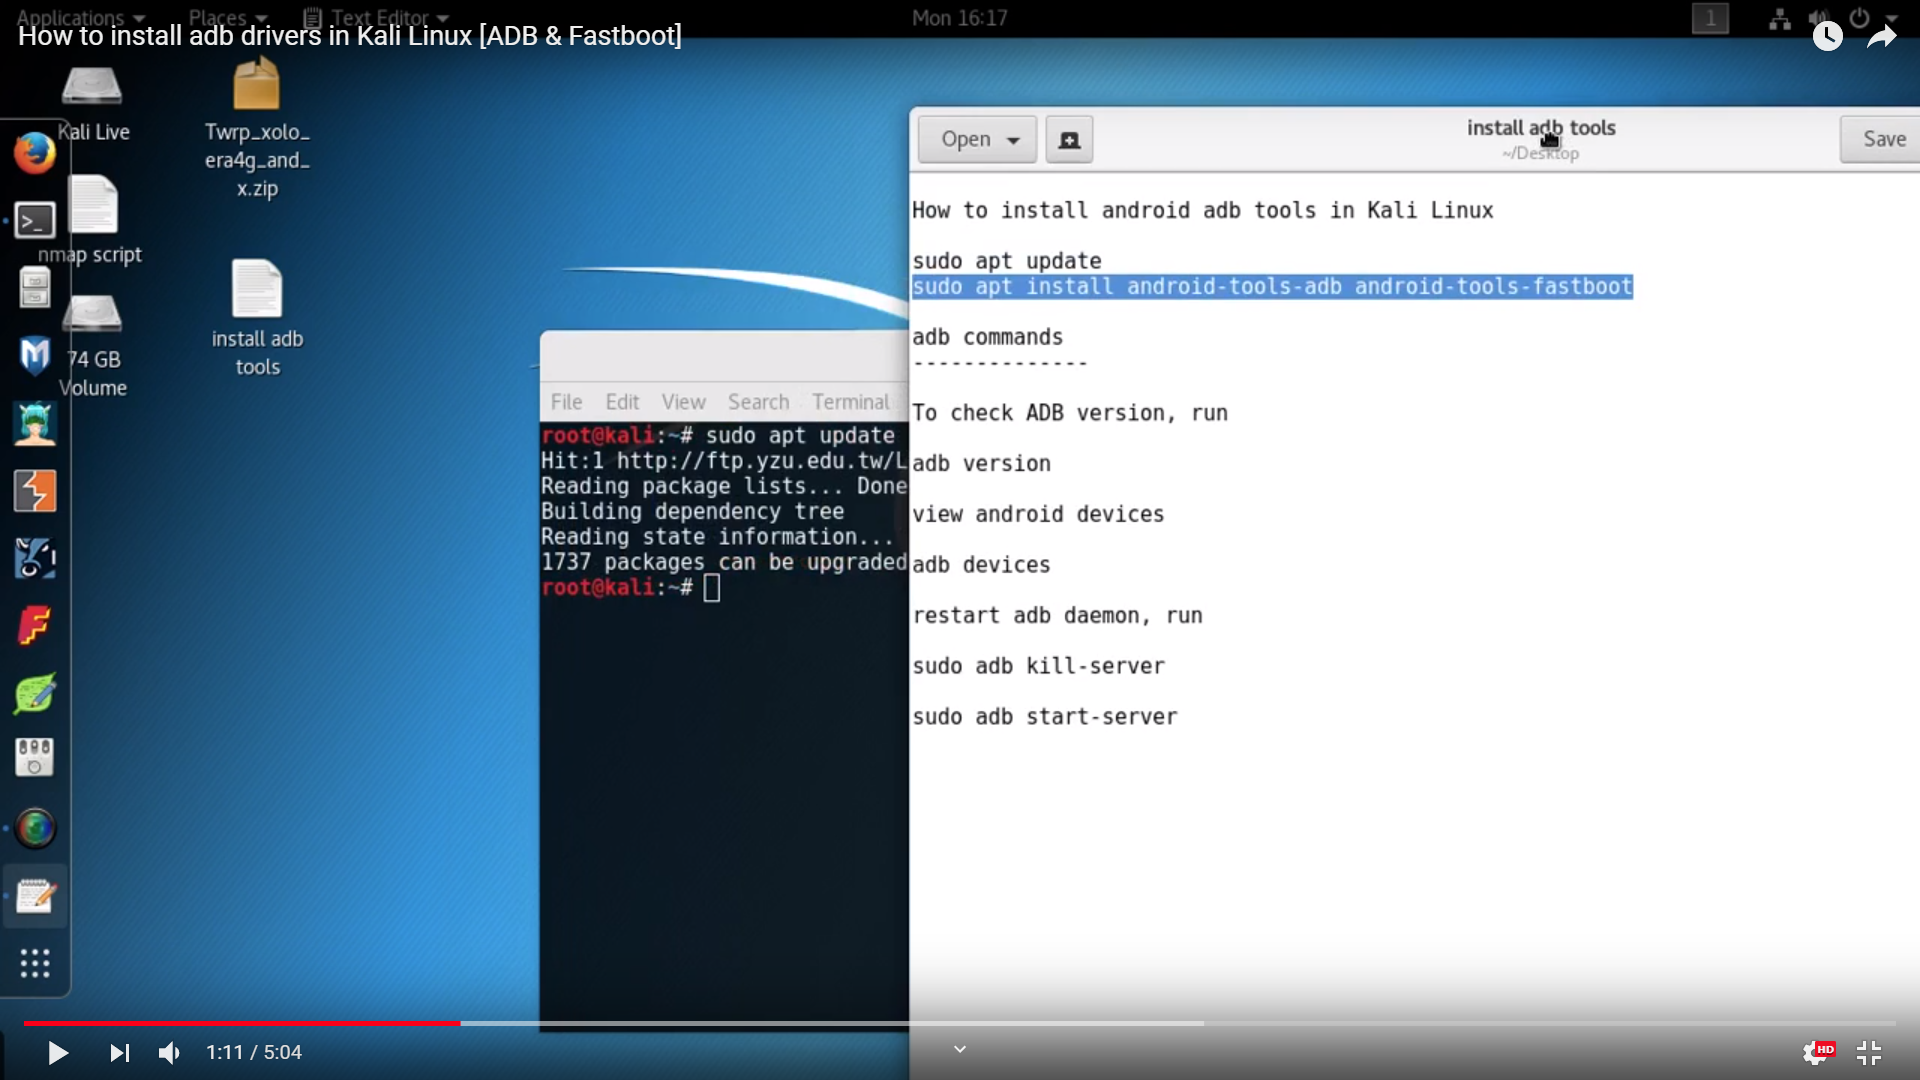 Applications Places Text Editor Mon 16:17 1
How to install adb drivers in Kali Linux [ADB & Fastboot]
Kali Live
Twrp_xolo_
era4g_and_
x.zip
nmap script
install adb
tools
74 GB
Volume
Open
install adb tools
~/Desktop
Save
How to install android adb tools in Kali Linux
sudo apt update
sudo apt install android-tools-adb android-tools-fastboot
adb commands
--------------
To check ADB version, run
adb version
view android devices
adb devices
restart adb daemon, run
sudo adb kill-server
sudo adb start-server
File Edit View Search Terminal
root@kali:~# sudo apt update
Hit:1 http://ftp.yzu.edu.tw/L
Reading package lists... Done
Building dependency tree
Reading state information...
1737 packages can be upgraded
root@kali:~#
1:11 / 5:04
HD